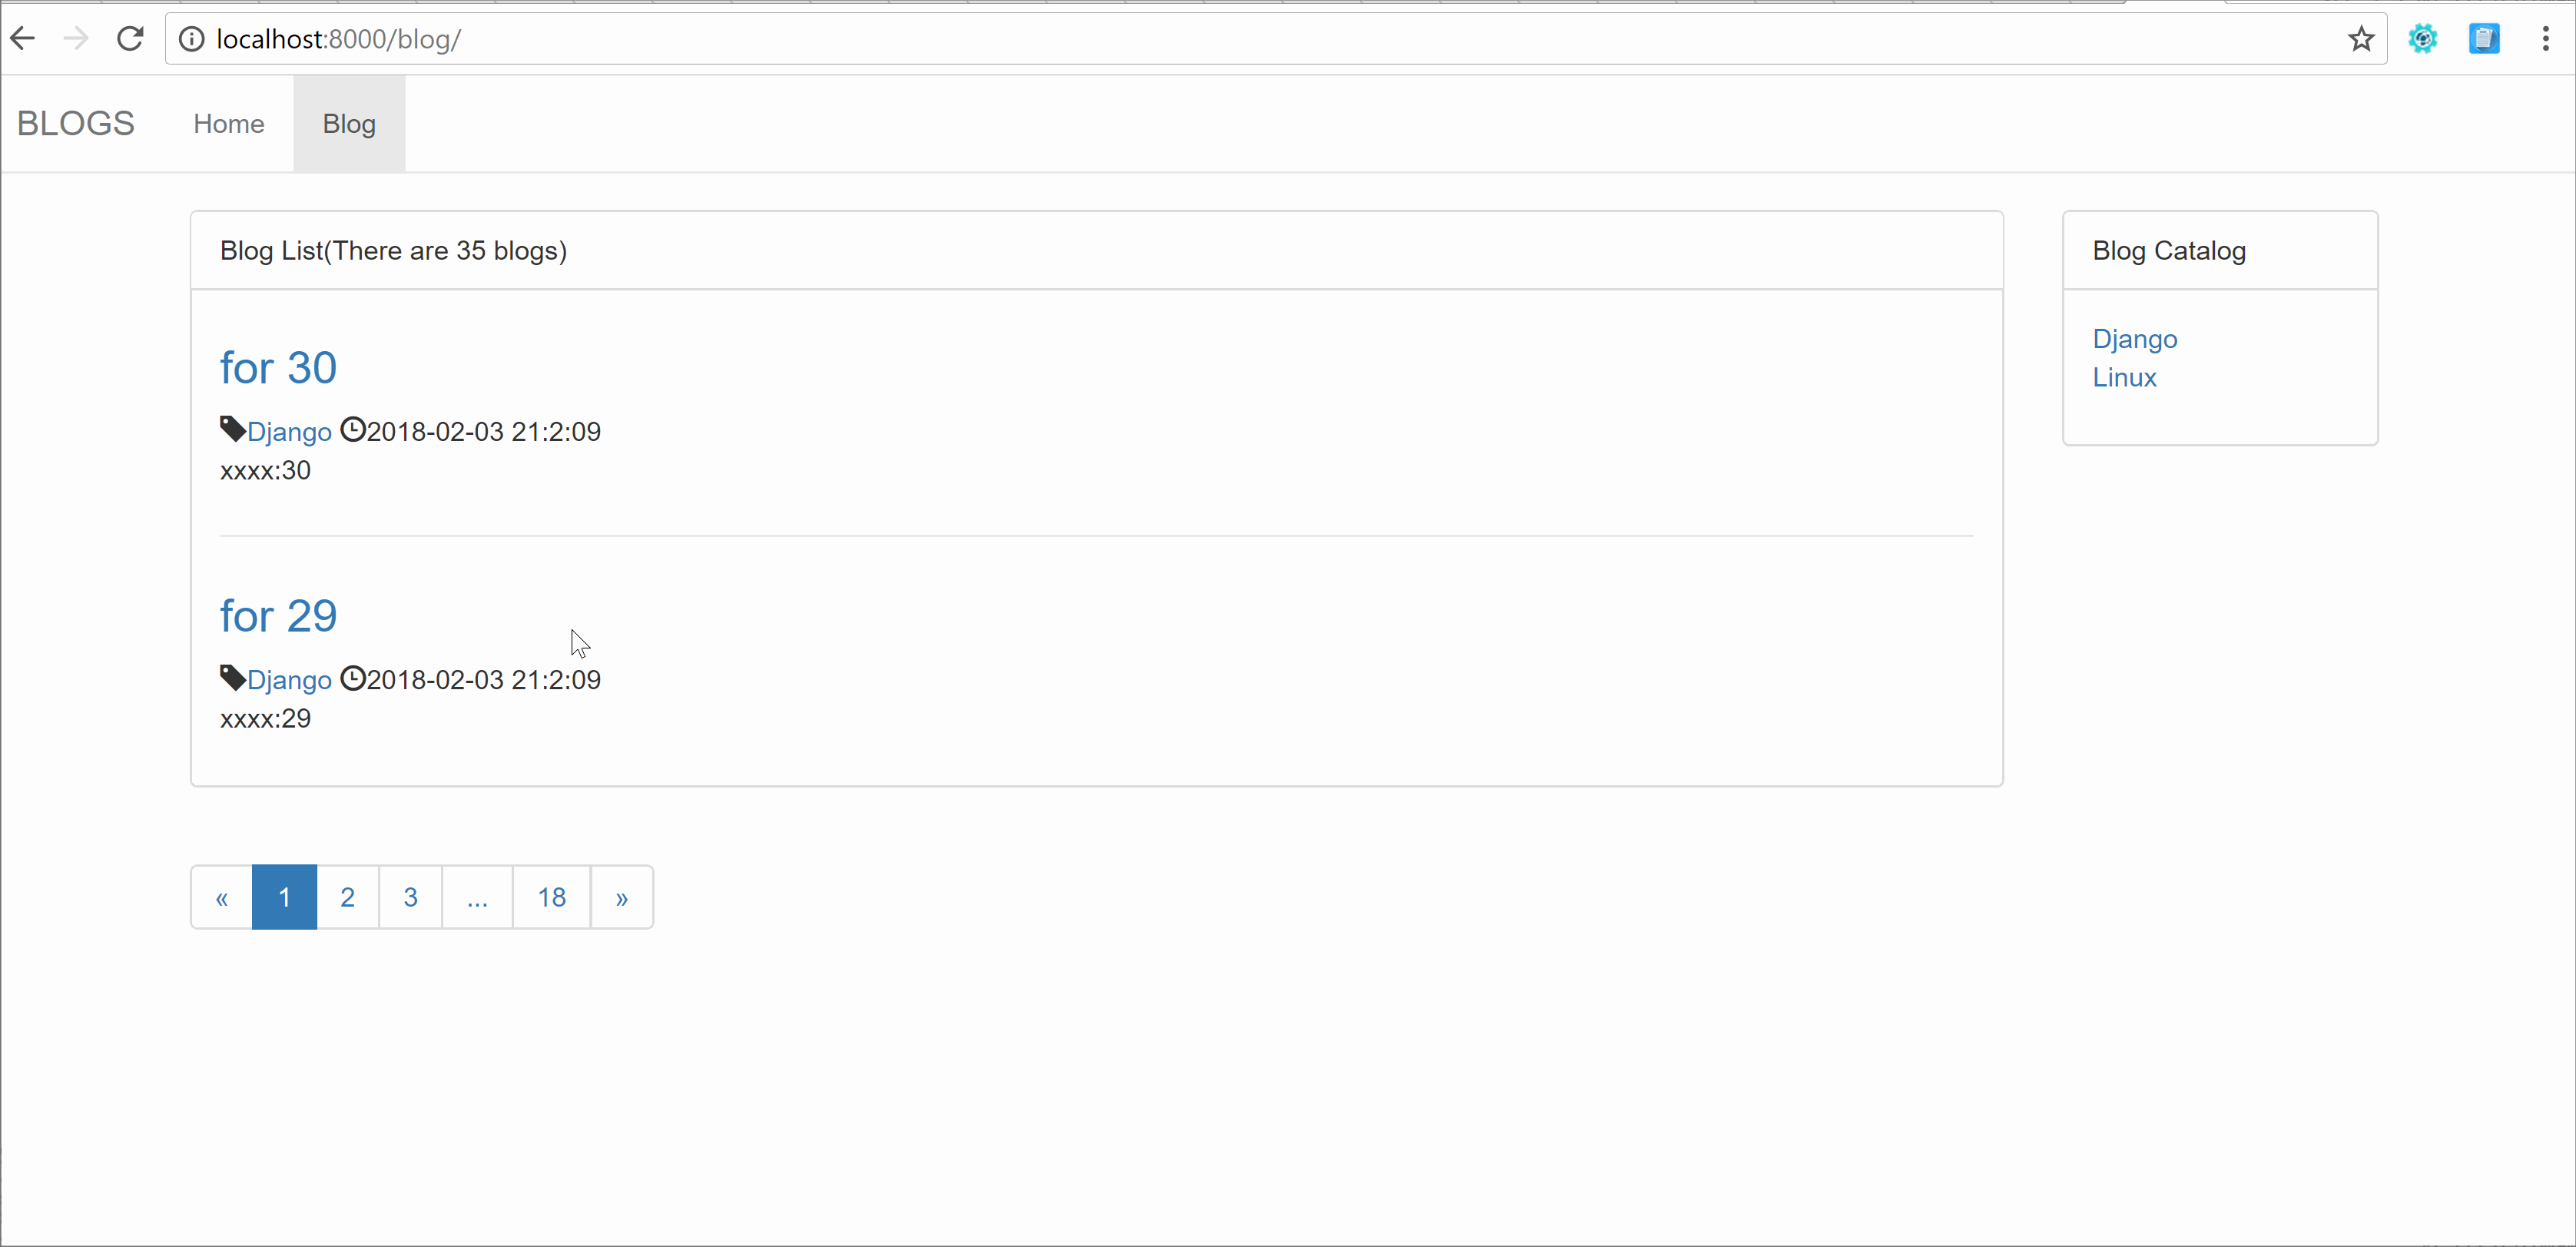 localhost:8000/blog/
BLOGS Home Blog
Blog List(There are 35 blogs)
for 30
Django 2018-02-03 21:2:09
xxxx:30
for 29
Django 2018-02-03 21:2:09
xxxx:29
« 1 2 3 ... 18 »
Blog Catalog
Django
Linux